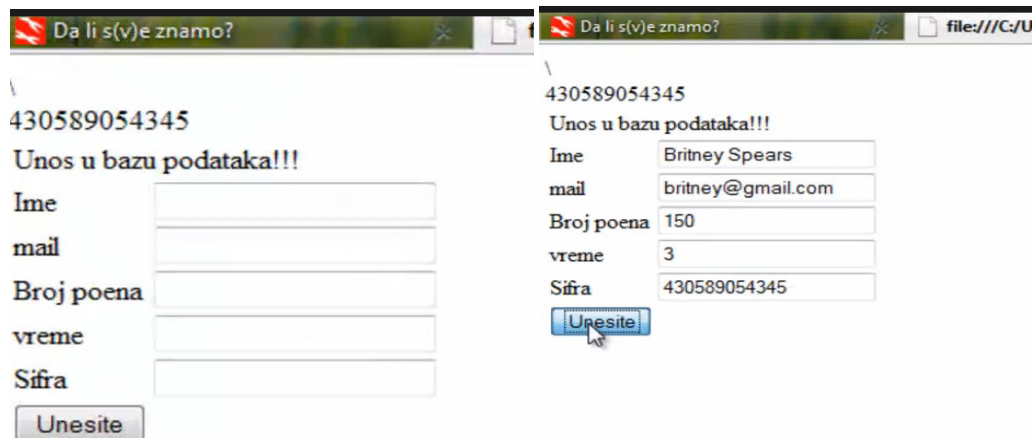 Da li s(v)e znamo?
\
430589054345
Unos u bazu podataka!!!
Ime
mail
Broj poena
vreme
Sifra
Unesite
Da li s(v)e znamo?
file:///C:/U
\
430589054345
Unos u bazu podataka!!!
Ime Britney Spears
mail britney@gmail.com
Broj poena 150
vreme 3
Sifra 430589054345
Unesite